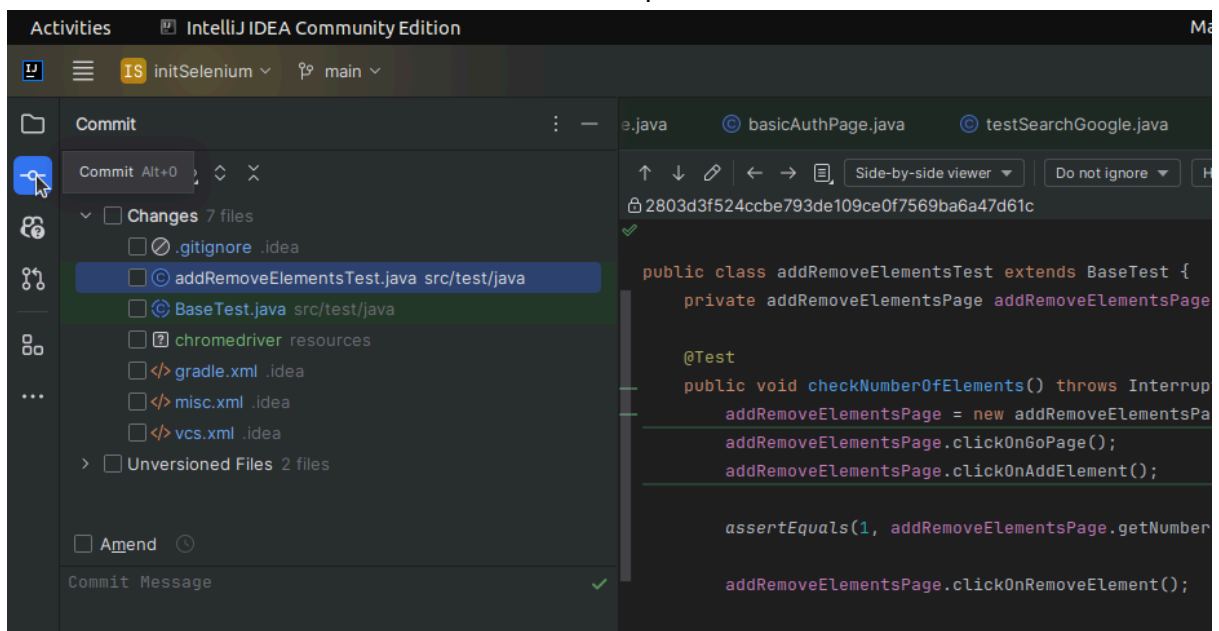 Activities IntelliJ IDEA Community Edition Ma
IJ IS initSelenium main
Commit
e.java basicAuthPage.java testSearchGoogle.java
Commit Alt+0
Side-by-side viewer Do not ignore H
2803d3f524ccbe793de109ce0f7569ba6a47d61c
Changes 7 files
.gitignore .idea
addRemoveElementsTest.java src/test/java
BaseTest.java src/test/java
chromedriver resources
gradle.xml .idea
misc.xml .idea
vcs.xml .idea
Unversioned Files 2 files
Amend
Commit Message
public class addRemoveElementsTest extends BaseTest {
private addRemoveElementsPage addRemoveElementsPage
@Test
public void checkNumberOfElements() throws Interrup
addRemoveElementsPage = new addRemoveElementsPa
addRemoveElementsPage.clickOnGoPage();
addRemoveElementsPage.clickOnAddElement();
assertEquals(1, addRemoveElementsPage.getNumber
addRemoveElementsPage.clickOnRemoveElement();